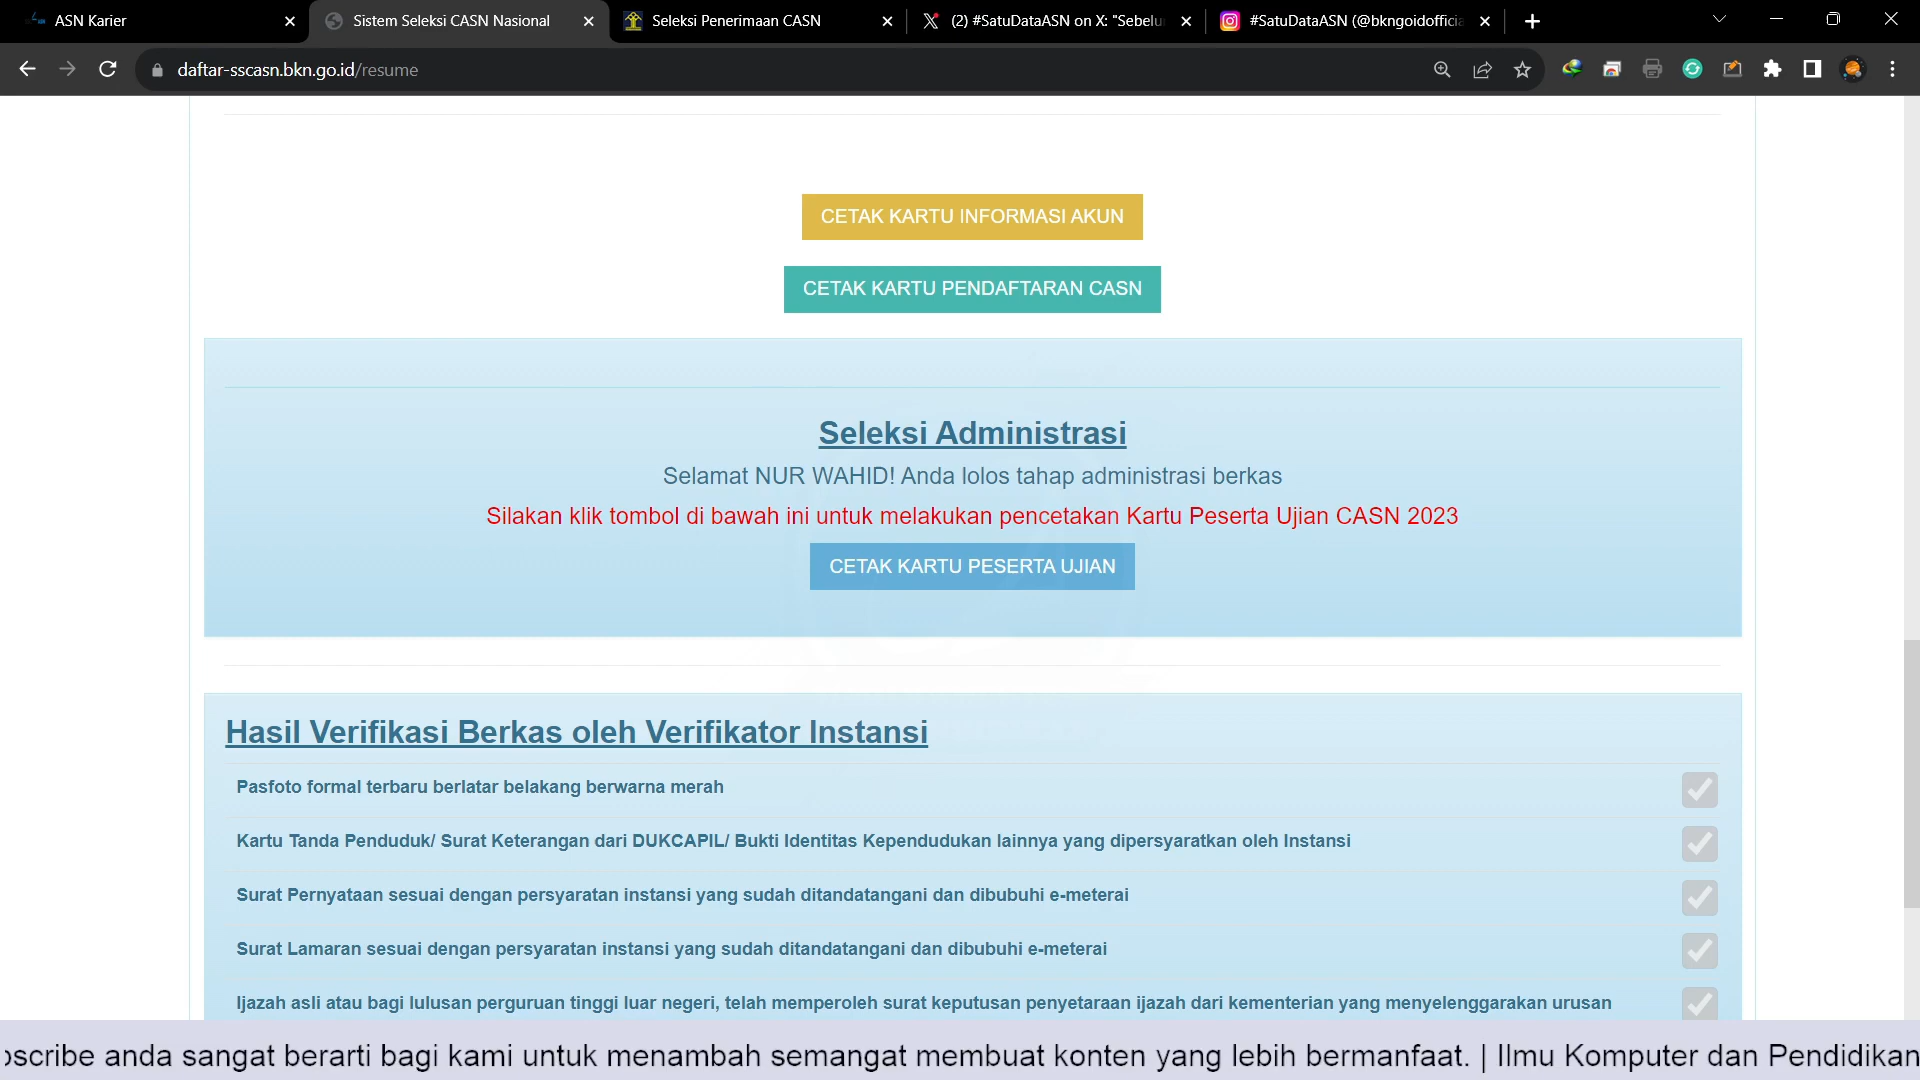 ASN Karier
Sistem Seleksi CASN Nasional
Seleksi Penerimaan CASN
(2) #SatuDataASN on X: "Sebelu
#SatuDataASN (@bkngoidofficia
daftar-sscasn.bkn.go.id/resume
CETAK KARTU INFORMASI AKUN
CETAK KARTU PENDAFTARAN CASN
Seleksi Administrasi
Selamat NUR WAHID! Anda lolos tahap administrasi berkas
Silakan klik tombol di bawah ini untuk melakukan pencetakan Kartu Peserta Ujian CASN 2023
CETAK KARTU PESERTA UJIAN
Hasil Verifikasi Berkas oleh Verifikator Instansi
Pasfoto formal terbaru berlatar belakang berwarna merah
Kartu Tanda Penduduk/ Surat Keterangan dari DUKCAPIL/ Bukti Identitas Kependudukan lainnya yang dipersyaratkan oleh Instansi
Surat Pernyataan sesuai dengan persyaratan instansi yang sudah ditandatangani dan dibubuhi e-meterai
Surat Lamaran sesuai dengan persyaratan instansi yang sudah ditandatangani dan dibubuhi e-meterai
Ijazah asli atau bagi lulusan perguruan tinggi luar negeri, telah memperoleh surat keputusan penyetaraan ijazah dari kementerian yang menyelenggarakan urusan
scribe anda sangat berarti bagi kami untuk menambah semangat membuat konten yang lebih bermanfaat. | Ilmu Komputer dan Pendidikan